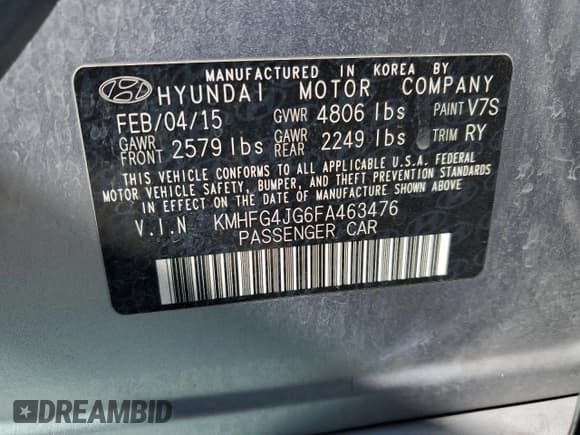 MANUFACTURED IN KOREA BY
HYUNDAI MOTOR COMPANY
FEB/04/15 GVWR 4806 lbs PAINT V7S
GAWR FRONT 2579 lbs GAWR REAR 2249 lbs TRIM RY
THIS VEHICLE CONFORMS TO ALL APPLICABLE U.S.A. FEDERAL
MOTOR VEHICLE SAFETY, BUMPER, AND THEFT PREVENTION STANDARDS
IN EFFECT ON THE DATE OF MANUFACTURE SHOWN ABOVE.
V.I.N KMHFG4JG6FA463476
PASSENGER CAR
DREAMBID